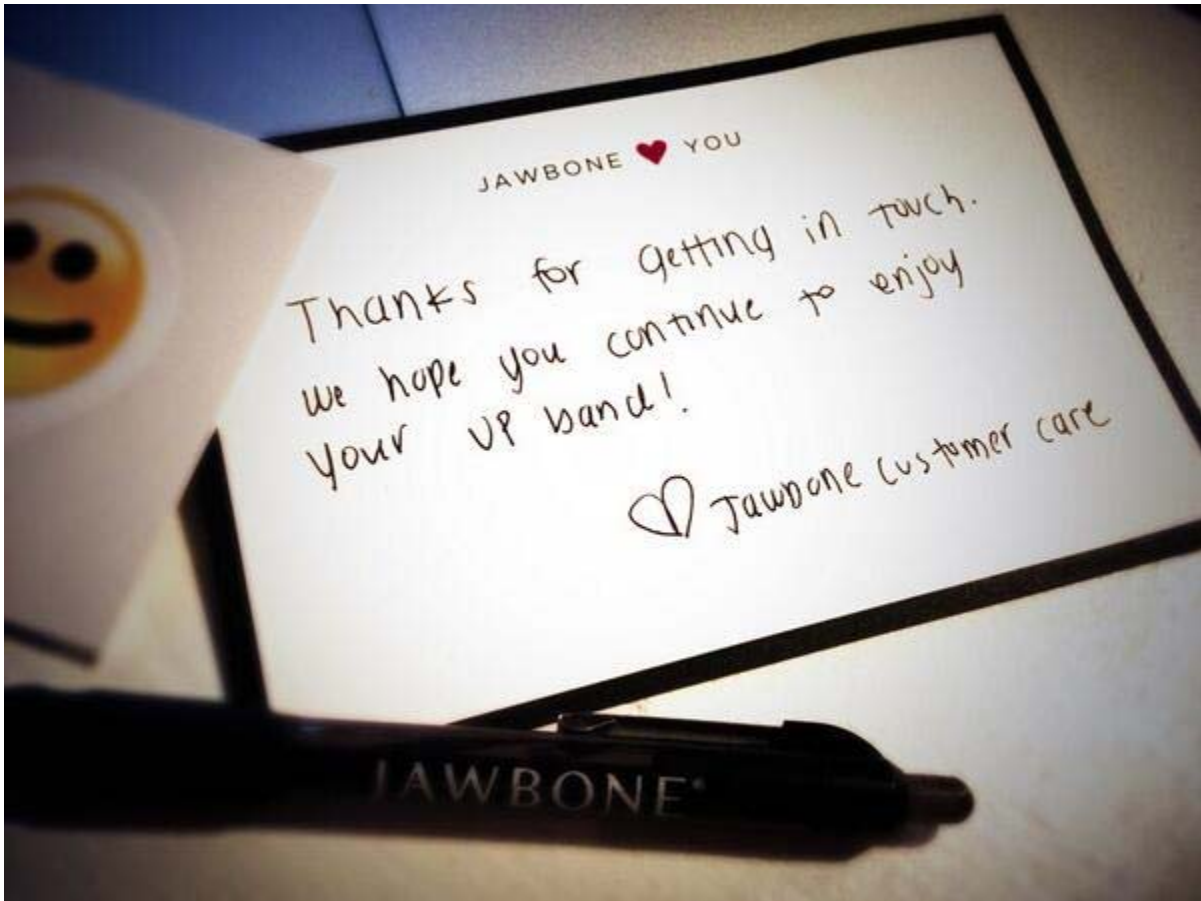 JAWBONE ♥ YOU
Thanks for getting in touch.
We hope you continue to enjoy
your UP band!
♡ Jawbone customer care
JAWBONE®